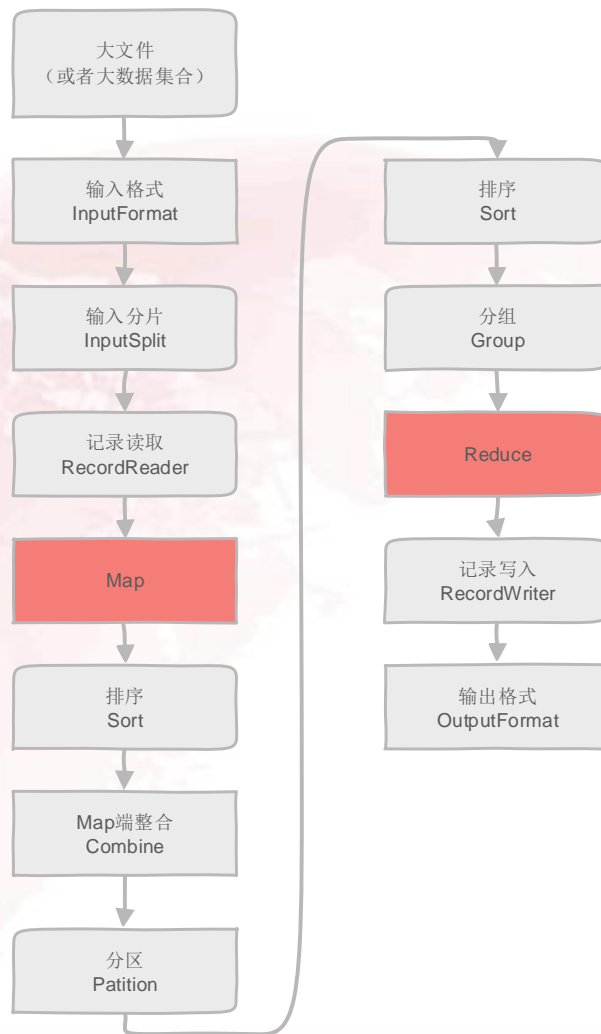 大文件
（或者大数据集合）
输入格式
InputFormat
输入分片
InputSplit
记录读取
RecordReader
Map
排序
Sort
Map端整合
Combine
分区
Patition
排序
Sort
分组
Group
Reduce
记录写入
RecordWriter
输出格式
OutputFormat